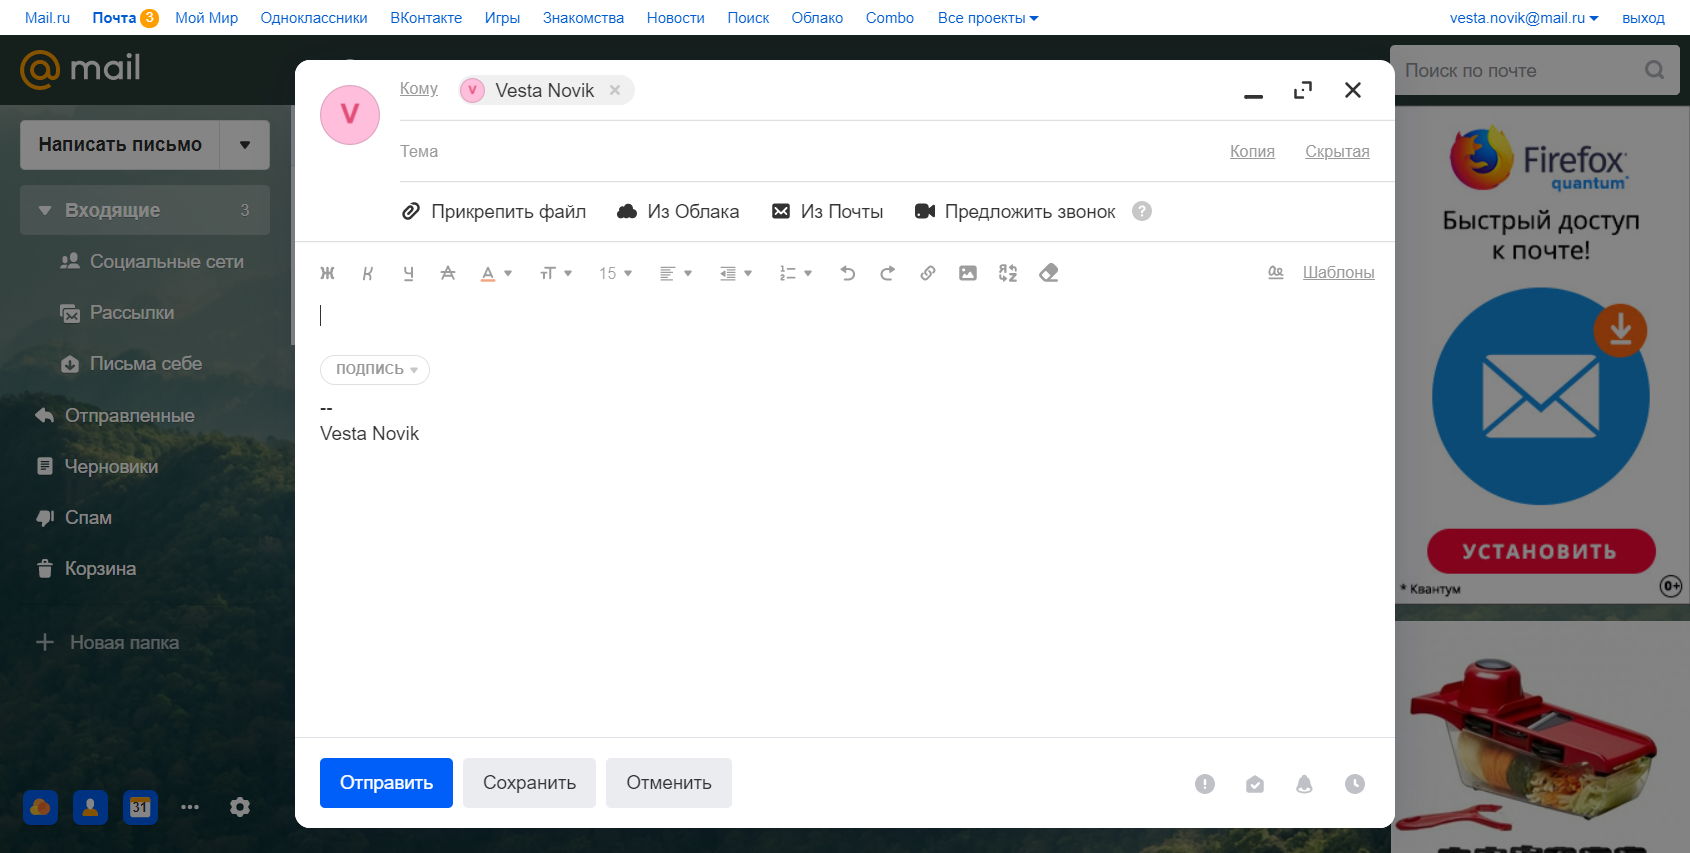 Mail.ru Почта 3 Мой Мир Одноклассники ВКонтакте Игры Знакомства Новости Поиск Облако Combo Все проекты vesta.novik@mail.ru выход
mail
Поиск по почте
Написать письмо
Входящие 3
Социальные сети
Рассылки
Письма себе
Отправленные
Черновики
Спам
Корзина
Новая папка
31
V
Кому V Vesta Novik
Тема Копия Скрытая
Прикрепить файл Из Облака Из Почты Предложить звонок ?
Ж К Ч А А тТ 15 Шаблоны
ПОДПИСЬ
--
Vesta Novik
Отправить Сохранить Отменить
Firefox
quantum*
Быстрый доступ
к почте!
УСТАНОВИТЬ
* Квантум 0+